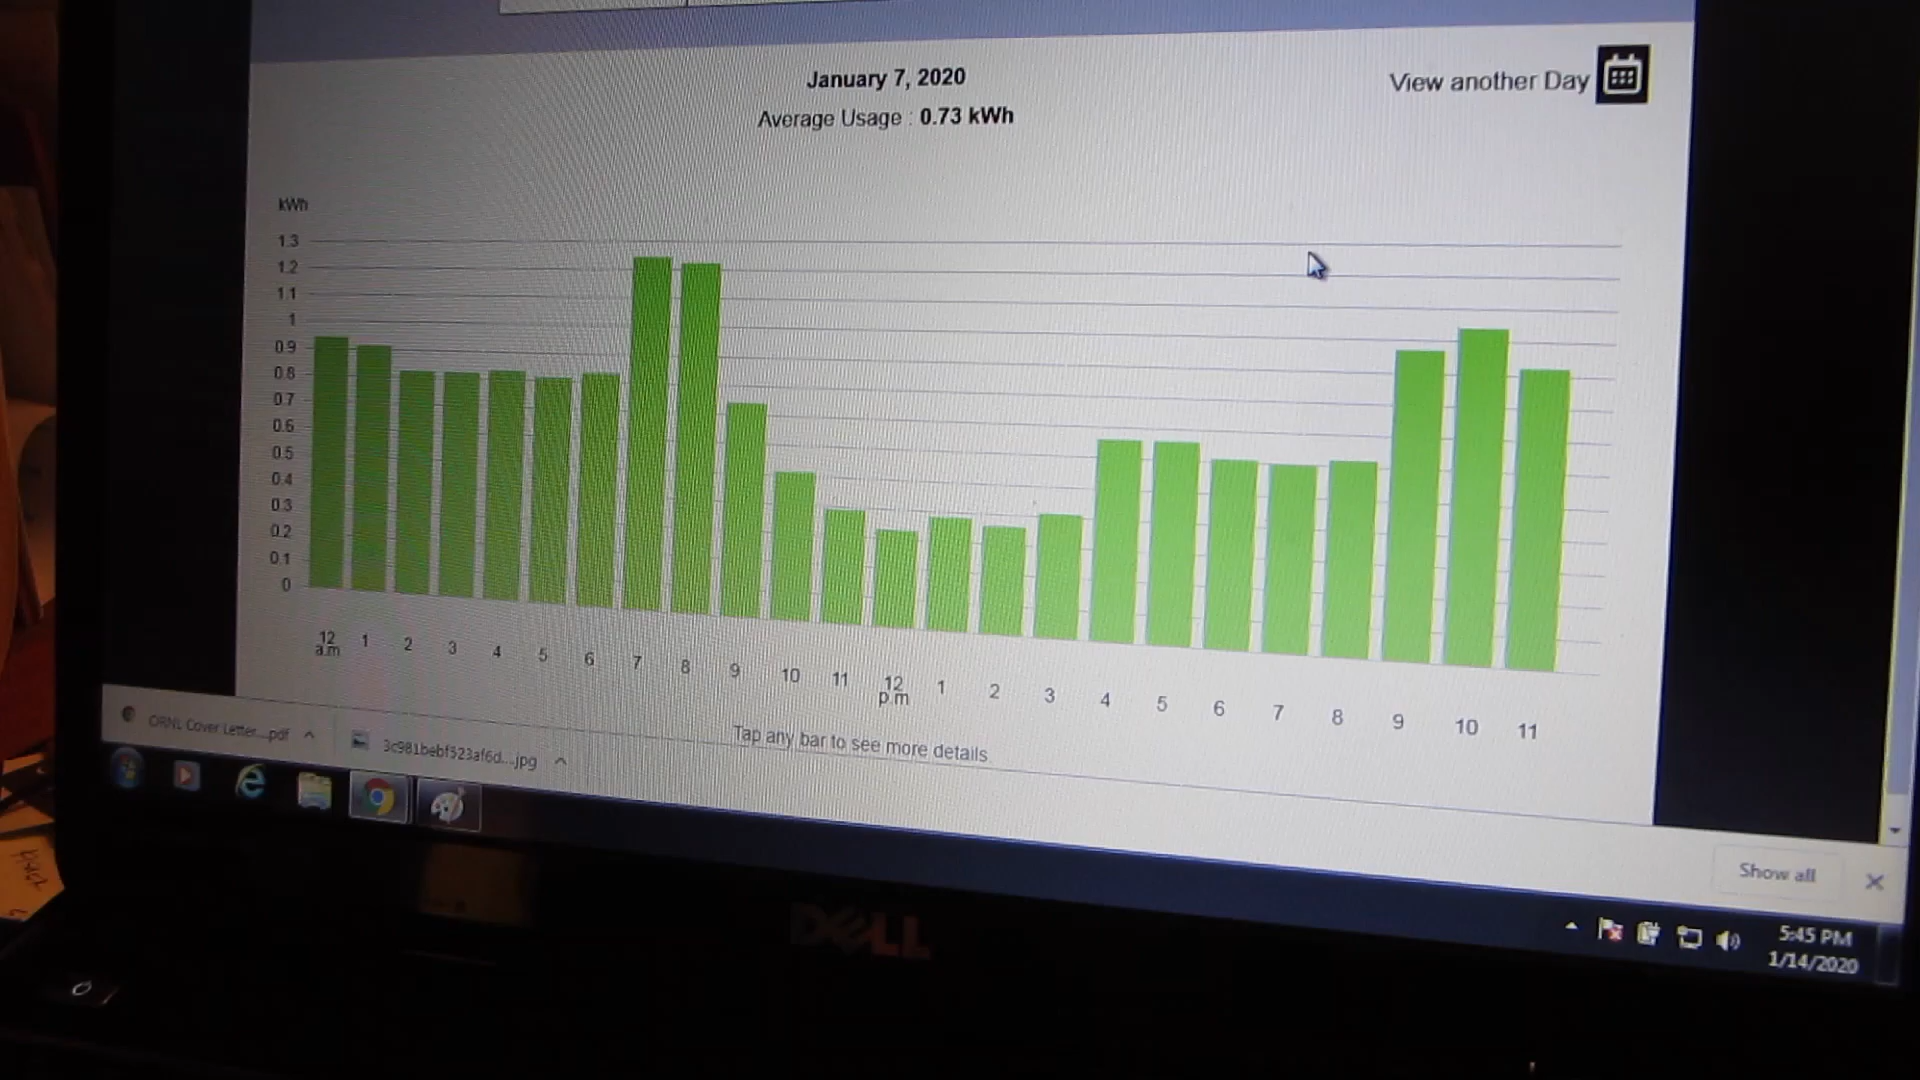 January 7, 2020
View another Day
Average Usage : 0.73 kWh
kWh
1.3
1.2
1.1
1
0.9
0.8
0.7
0.6
0.5
0.4
0.3
0.2
0.1
0
12 a.m 1 2 3 4 5 6 7 8 9 10 11 12 p.m 1 2 3 4 5 6 7 8 9 10 11
Tap any bar to see more details
ORNL Cover Letter....pdf
3c981bebf523af6d....jpg
Show all
5:45 PM
1/14/2020
DELL